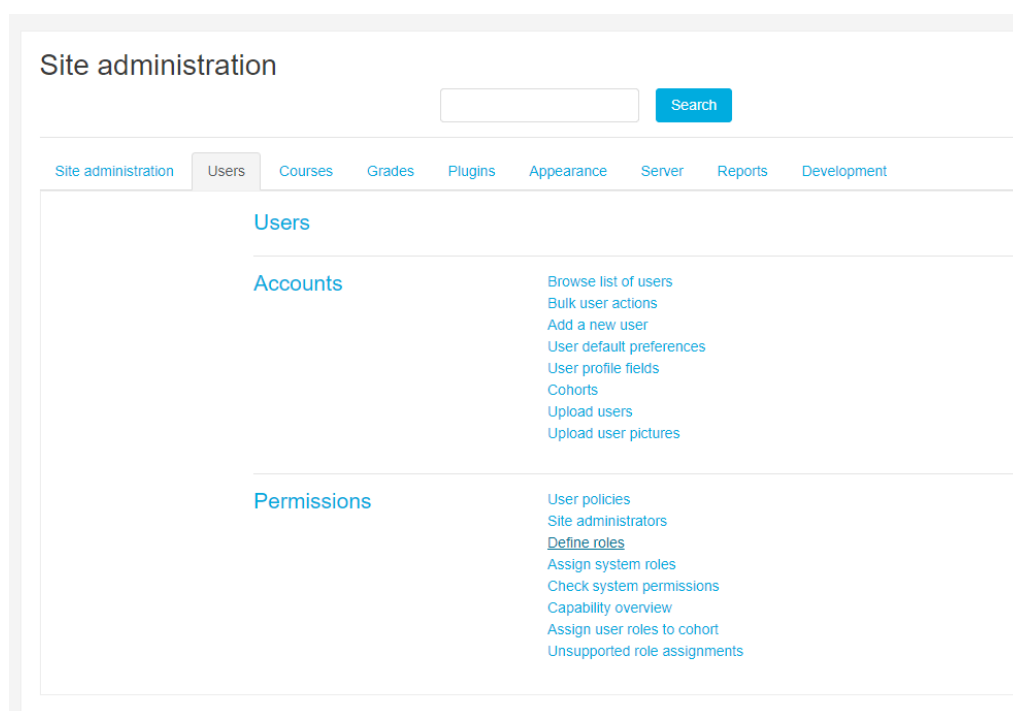 Site administration
Search
Site administration Users Courses Grades Plugins Appearance Server Reports Development
Users
Accounts
Browse list of users
Bulk user actions
Add a new user
User default preferences
User profile fields
Cohorts
Upload users
Upload user pictures
Permissions
User policies
Site administrators
Define roles
Assign system roles
Check system permissions
Capability overview
Assign user roles to cohort
Unsupported role assignments